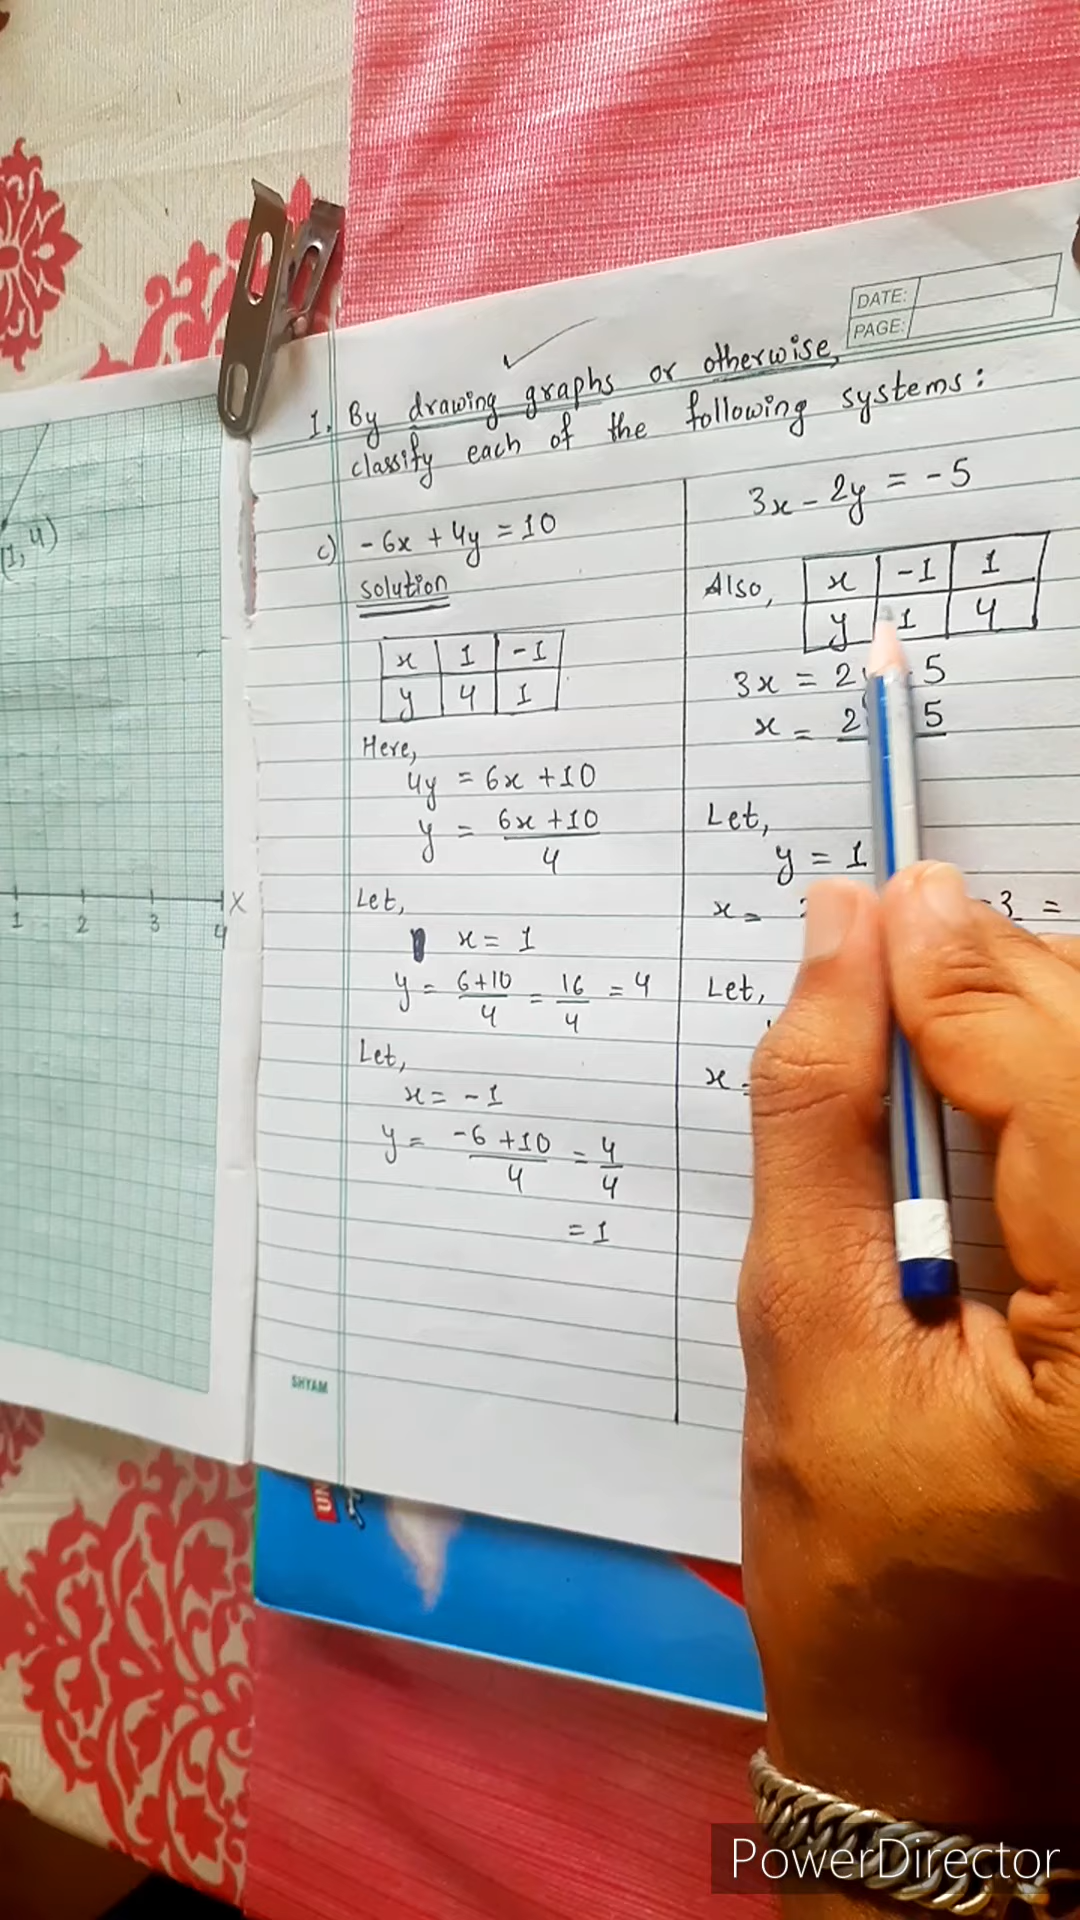 DATE:
PAGE:
1. By drawing graphs or otherwise,
classify each of the following systems:
c) -6x + 4y = 10
solution
x 1 -1
y 4 1
Here,
4y = 6x + 10
y = 6x + 10 / 4
Let,
x = 1
y = 6+10 / 4 = 16 / 4 = 4
Let,
x = -1
y = -6 + 10 / 4 = 4 / 4
= 1
3x - 2y = -5
Also,
x -1 1
y 1 4
3x = 2 5
x = 2 5
Let,
y = 1
x = -3 =
Let,
x =
1, 4)
1 2 3 4 X
SHYAM
UN
PowerDirector